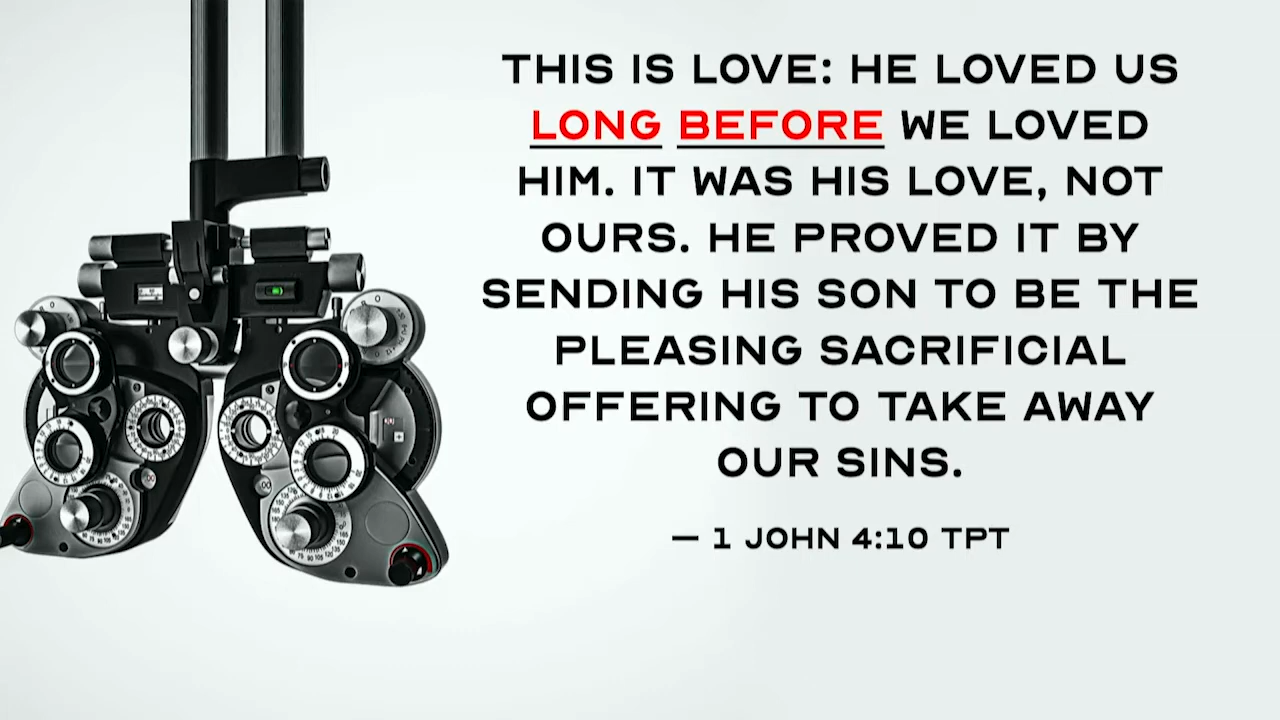 THIS IS LOVE: HE LOVED US
LONG BEFORE WE LOVED
HIM. IT WAS HIS LOVE, NOT
OURS. HE PROVED IT BY
SENDING HIS SON TO BE THE
PLEASING SACRIFICIAL
OFFERING TO TAKE AWAY
OUR SINS.
— 1 JOHN 4:10 TPT